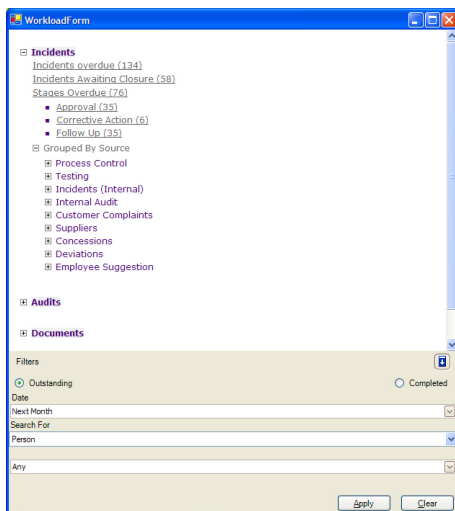 WorkloadForm
Incidents
Incidents overdue (134)
Incidents Awaiting Closure (58)
Stages Overdue (76)
Approval (35)
Corrective Action (6)
Follow Up (35)
Grouped By Source
Process Control
Testing
Incidents (Internal)
Internal Audit
Customer Complaints
Suppliers
Concessions
Deviations
Employee Suggestion
Audits
Documents
Filters
Outstanding Completed
Date
Next Month
Search For
Person
Any
Apply Clear